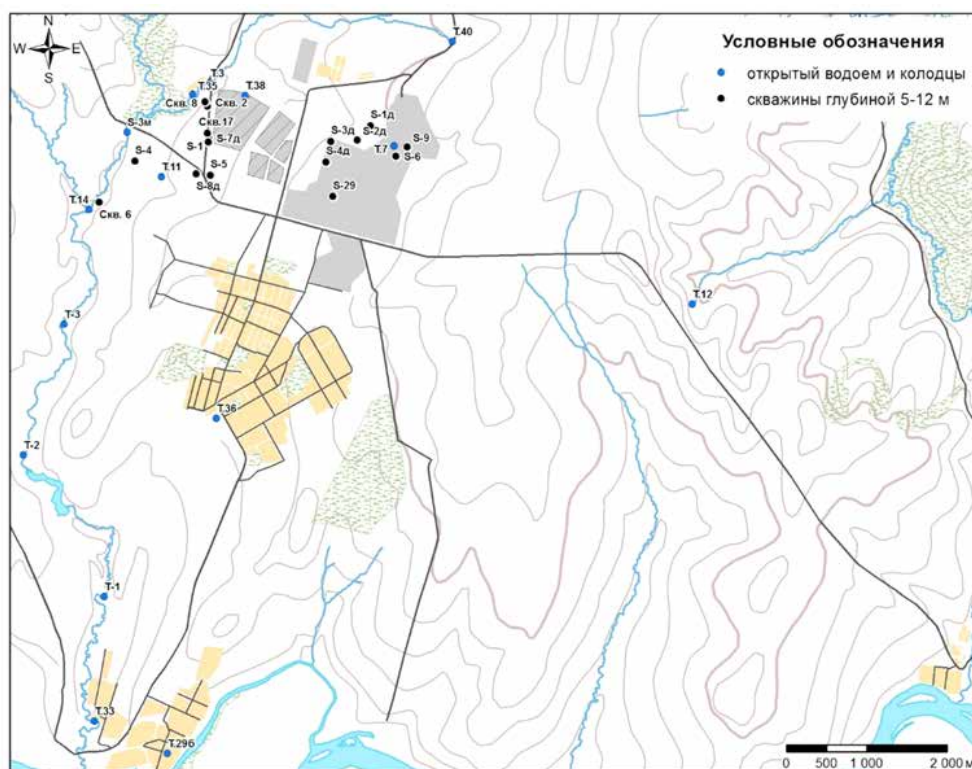 N
W E
S
T.40
Условные обозначения
открытый водоем и колодцы
скважины глубиной 5-12 м
T.3
T.35
T.38
Скв. 8
Скв. 2
Скв.17
S-3м
S-1д
S-2д
S-3д
S-7д
S-1
S-9
T.7
S-4
S-4д
S-6
T.11
S-5
S-8д
S-29
T.14
Скв. 6
T.12
T-3
T.36
T-2
T-1
T.33
T.29б
0 500 1 000 2 000 м